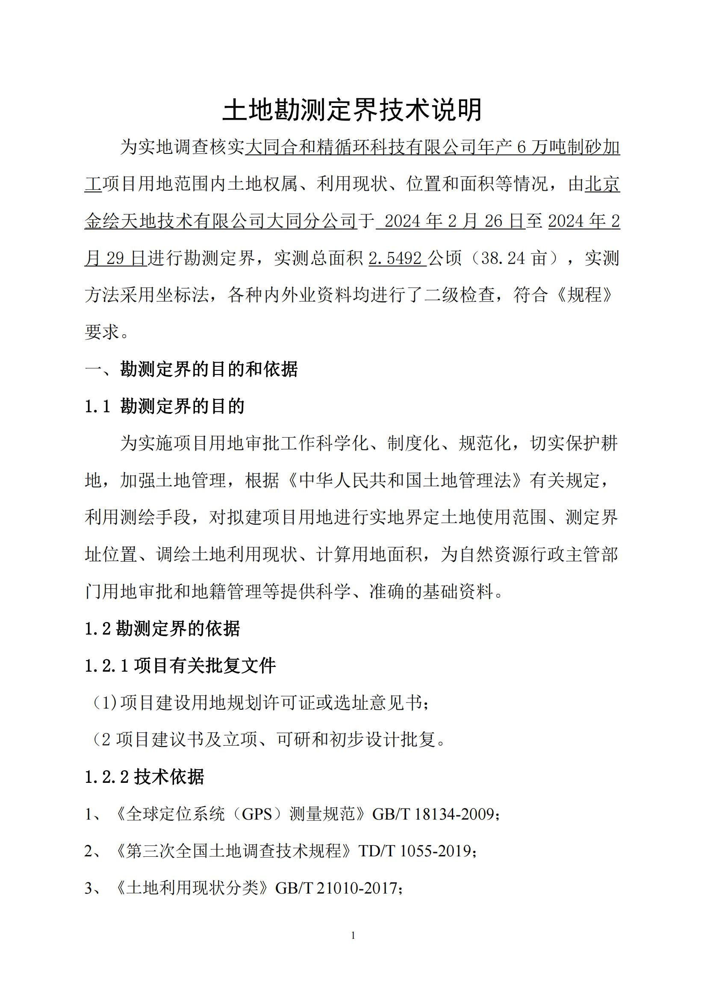 土地勘测定界技术说明
为实地调查核实大同合和精循环科技有限公司年产 6 万吨制砂加
工项目用地范围内土地权属、利用现状、位置和面积等情况，由北京
金绘天地技术有限公司大同分公司于 2024 年 2 月 26 日至 2024 年 2
月 29 日进行勘测定界，实测总面积 2.5492 公顷（38.24 亩），实测
方法采用坐标法，各种内外业资料均进行了二级检查，符合《规程》
要求。
一、勘测定界的目的和依据
1.1 勘测定界的目的
为实施项目用地审批工作科学化、制度化、规范化，切实保护耕
地，加强土地管理，根据《中华人民共和国土地管理法》有关规定，
利用测绘手段，对拟建项目用地进行实地界定土地使用范围、测定界
址位置、调绘土地利用现状、计算用地面积，为自然资源行政主管部
门用地审批和地籍管理等提供科学、准确的基础资料。
1.2 勘测定界的依据
1.2.1 项目有关批复文件
（1)项目建设用地规划许可证或选址意见书；
（2 项目建议书及立项、可研和初步设计批复。
1.2.2 技术依据
1、《全球定位系统（GPS）测量规范》GB/T 18134-2009；
2、《第三次全国土地调查技术规程》TD/T 1055-2019；
3、《土地利用现状分类》GB/T 21010-2017；
1